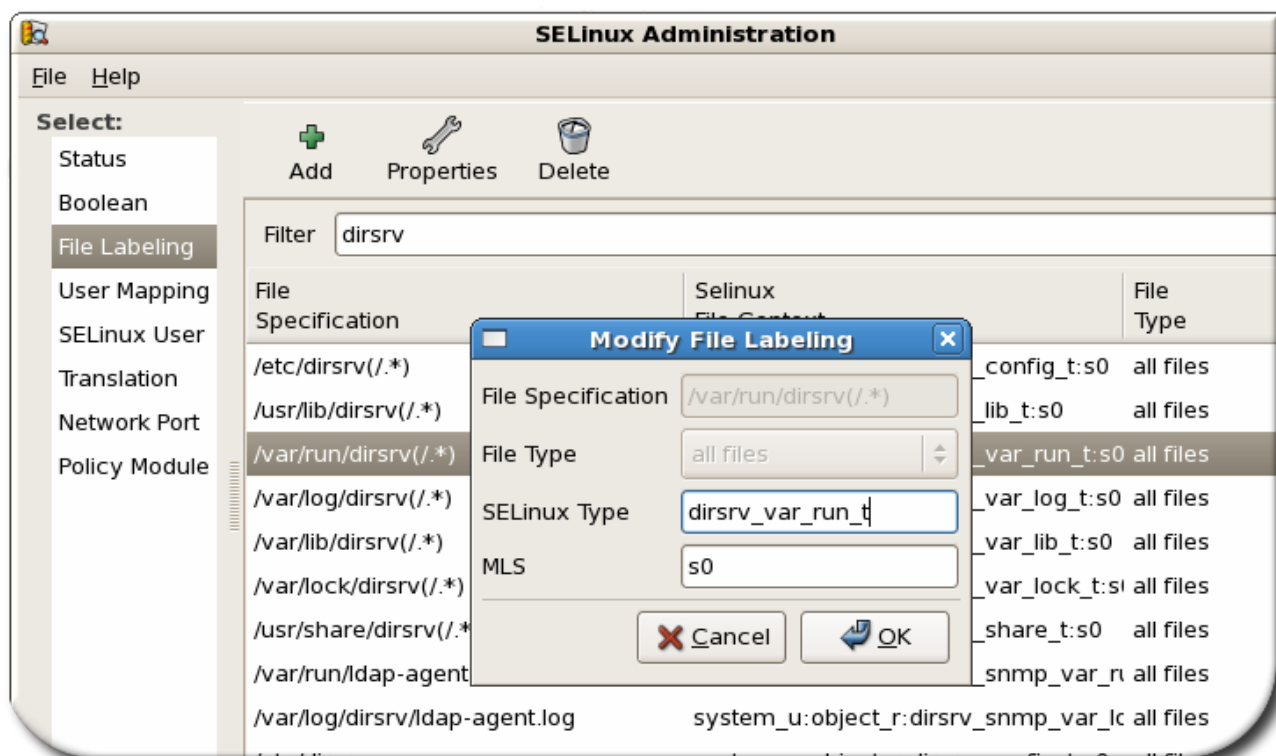 SELinux Administration
File Help
Select:
Status
Boolean
File Labeling
User Mapping
SELinux User
Translation
Network Port
Policy Module
Add Properties Delete
Filter dirsrv
File Specification
Selinux
File Type
/etc/dirsrv(/.*) _config_t:s0 all files
/usr/lib/dirsrv(/.*) _lib_t:s0 all files
/var/run/dirsrv(/.*) _var_run_t:s0 all files
/var/log/dirsrv(/.*) _var_log_t:s0 all files
/var/lib/dirsrv(/.*) _var_lib_t:s0 all files
/var/lock/dirsrv(/.*) _var_lock_t:s all files
/usr/share/dirsrv(/.* _share_t:s0 all files
/var/run/ldap-agent _snmp_var_ru all files
/var/log/dirsrv/ldap-agent.log system_u:object_r:dirsrv_snmp_var_lo all files
Modify File Labeling
File Specification /var/run/dirsrv(/.*)
File Type all files
SELinux Type dirsrv_var_run_t
MLS s0
Cancel OK